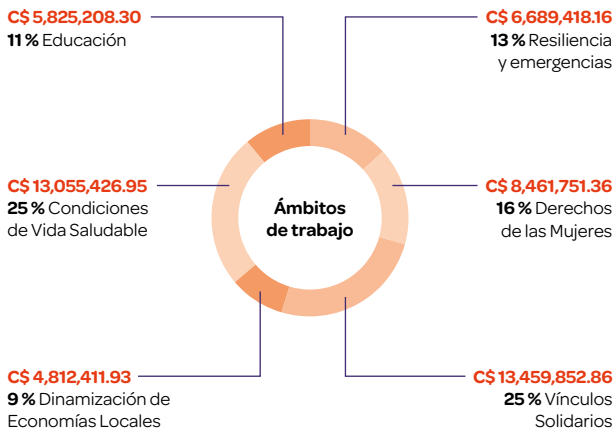 C$ 5,825,208.30
11 % Educación
C$ 6,689,418.16
13 % Resiliencia
y emergencias
C$ 13,055,426.95
25 % Condiciones
de Vida Saludable
Ámbitos
de trabajo
C$ 8,461,751.36
16 % Derechos
de las Mujeres
C$ 4,812,411.93
9 % Dinamización de
Economías Locales
C$ 13,459,852.86
25 % Vínculos
Solidarios